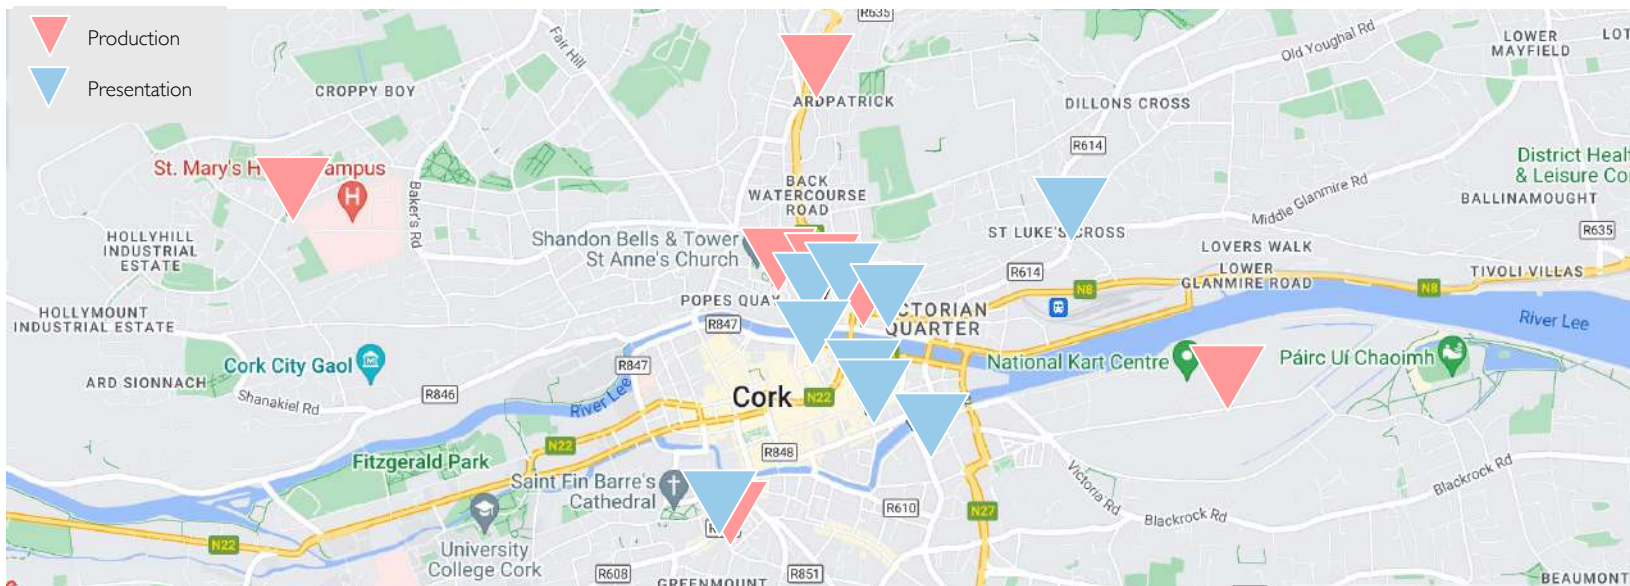 Production
Presentation
R635
Fair Hill
Old Youghal Rd
LOWER
MAYFIELD
CROPPY BOY
ARDPATRICK
DILLONS CROSS
R614
St. Mary's H
ampus
H
Baker's Rd
BACK
WATERCOURSE
ROAD
District Heal
& Leisure Co
BALLINAMOUGHT
Middle Glanmire Rd
HOLLYHILL
INDUSTRIAL
ESTATE
Shandon Bells & Tower
St Anne's Church
ST LUKE'S CROSS
R635
LOVERS WALK
R614
LOWER
GLANMIRE ROAD
TIVOLI VILLAS
N8
N8
HOLLYMOUNT
INDUSTRIAL ESTATE
POPES QUAY
R847
CTORIAN
QUARTER
River Lee
Cork City Gaol
R847
National Kart Centre
Páirc Uí Chaoimh
ARD SIONNACH
Shanakiel Rd
R846
River Lee
Cork
N22
N22
R848
Fitzgerald Park
Saint Fin Barre's
Cathedral
Victoria Rd
Blackrock Rd
R610
N27
Blackrock Rd
N22
University
College Cork
R608
GREENMOUNT
R851
BEAUMONT